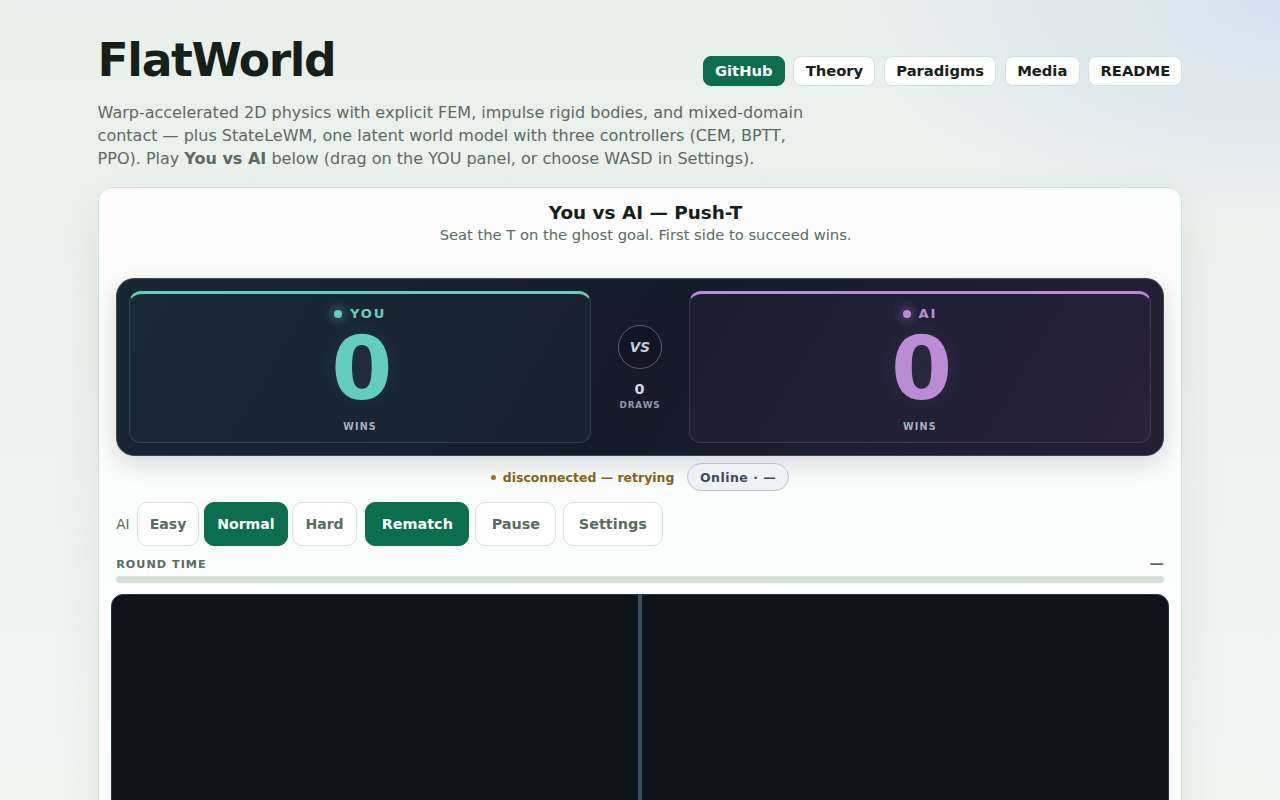 FlatWorld
GitHub
Theory
Paradigms
Media
README
Warp-accelerated 2D physics with explicit FEM, impulse rigid bodies, and mixed-domain
contact — plus StateLeWM, one latent world model with three controllers (CEM, BPTT,
PPO). Play You vs AI below (drag on the YOU panel, or choose WASD in Settings).
You vs AI — Push-T
Seat the T on the ghost goal. First side to succeed wins.
YOU
0
WINS
VS
0
DRAWS
AI
0
WINS
disconnected — retrying
Online · —
AI
Easy
Normal
Hard
Rematch
Pause
Settings
ROUND TIME
—